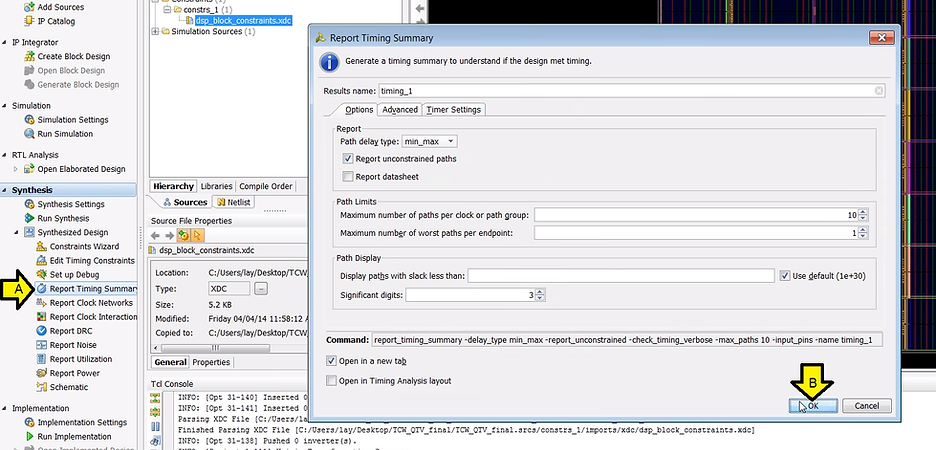 Add Sources
IP Catalog
IP Integrator
Create Block Design
Open Block Design
Generate Block Design
Simulation
Simulation Settings
Run Simulation
RTL Analysis
Open Elaborated Design
Synthesis
Synthesis Settings
Run Synthesis
Synthesized Design
Constraints Wizard
Edit Timing Constraints
Set up Debug
A
Report Timing Summary
Report Clock Networks
Report Clock Interaction
Report DRC
Report Noise
Report Utilization
Report Power
Schematic
Implementation
Implementation Settings
Run Implementation
Open Implemented Design
Constraints (1)
constrs_1 (1)
dsp_block_constraints.xdc
Simulation Sources (1)
Hierarchy Libraries Compile Order
Sources Netlist
Source File Properties
dsp_block_constraints.xdc
Location: C:/Users/lay/Desktop/TCW
Type: XDC
Size: 5.2 KB
Modified: Friday 04/04/14 11:58:12
Copied to: C:/Users/lay/Desktop/TCW
General Properties
Tcl Console
INFO: [Opt 31-140] Inserted 0
INFO: [Opt 31-141] Inserted 0
Parsing XDC File [C:/Users/lay/
Finished Parsing XDC File [C:/Users/lay/Desktop/TCW_QTV_final/TCW_QTV_final.srcs/constrs_1/imports/xdc/dsp_block_constraints.xdc]
INFO: [Opt 31-138] Pushed 0 inverter(s).
Report Timing Summary
Generate a timing summary to understand if the design met timing.
Results name: timing_1
Options Advanced Timer Settings
Report
Path delay type: min_max
Report unconstrained paths
Report datasheet
Path Limits
Maximum number of paths per clock or path group: 10
Maximum number of worst paths per endpoint: 1
Path Display
Display paths with slack less than: Use default (1e+30)
Significant digits: 3
Command: report_timing_summary -delay_type min_max -report_unconstrained -check_timing_verbose -max_paths 10 -input_pins -name timing_1
Open in a new tab
Open in Timing Analysis layout
B
OK Cancel